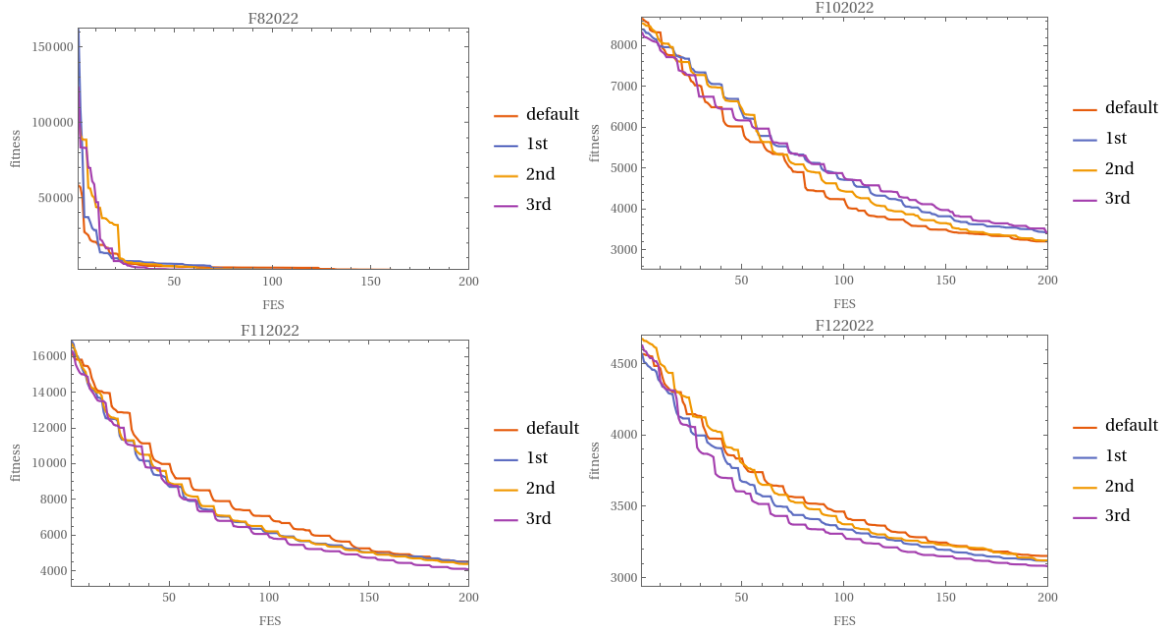 F82022
150000
100000
50000
fitness
50
100
150
200
FES
default
1st
2nd
3rd
F102022
8000
7000
6000
5000
4000
3000
fitness
50
100
150
200
FES
default
1st
2nd
3rd
F112022
16000
14000
12000
10000
8000
6000
4000
fitness
50
100
150
200
FES
default
1st
2nd
3rd
F122022
4500
4000
3500
3000
fitness
50
100
150
200
FES
default
1st
2nd
3rd